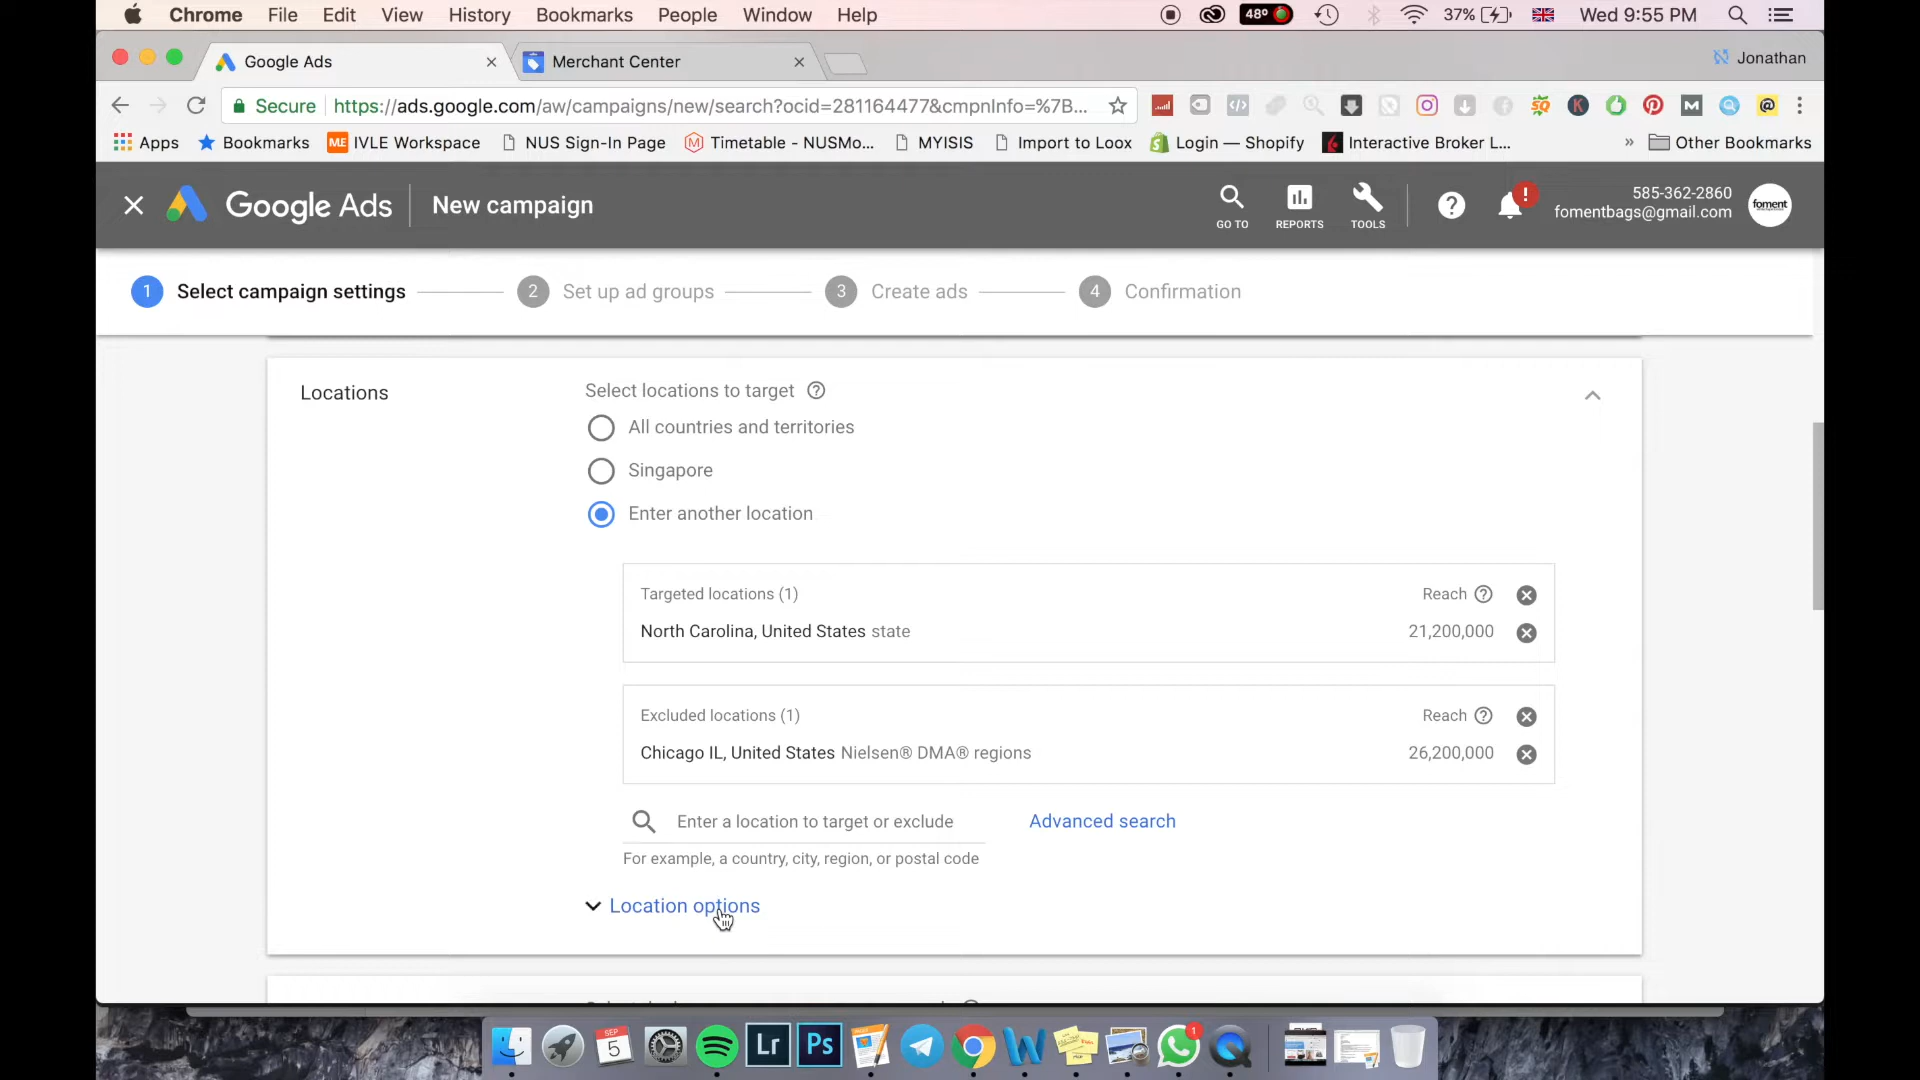 Chrome File Edit View History Bookmarks People Window Help 48° 37% Wed 9:55 PM
Google Ads Merchant Center Jonathan
Secure https://ads.google.com/aw/campaigns/new/search?ocid=281164477&cmpnInfo=%7B...
Apps Bookmarks ME IVLE Workspace NUS Sign-In Page Timetable - NUSMo... MYISIS Import to Loox Login — Shopify Interactive Broker L... » Other Bookmarks
Google Ads New campaign GO TO REPORTS TOOLS 585-362-2860
fomentbags@gmail.com foment
1 Select campaign settings 2 Set up ad groups 3 Create ads 4 Confirmation
Locations
Select locations to target
All countries and territories
Singapore
Enter another location
Targeted locations (1) Reach
North Carolina, United States state 21,200,000
Excluded locations (1) Reach
Chicago IL, United States Nielsen® DMA® regions 26,200,000
Enter a location to target or exclude Advanced search
For example, a country, city, region, or postal code
Location options
SEP
5 Lr Ps 1